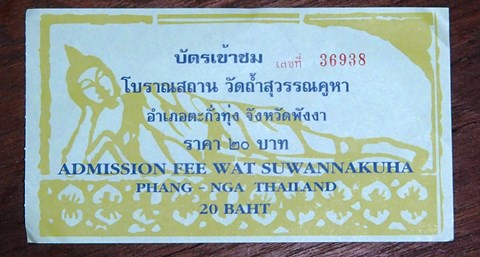 บัตรเข้าชม เลขที่ 36938
โบราณสถาน วัดถ้ำสุวรรณคูหา
อำเภอตะกั่วทุ่ง จังหวัดพังงา
ราคา ๒๐ บาท
ADMISSION FEE WAT SUWANNAKUHA
PHANG - NGA THAILAND
20 BAHT